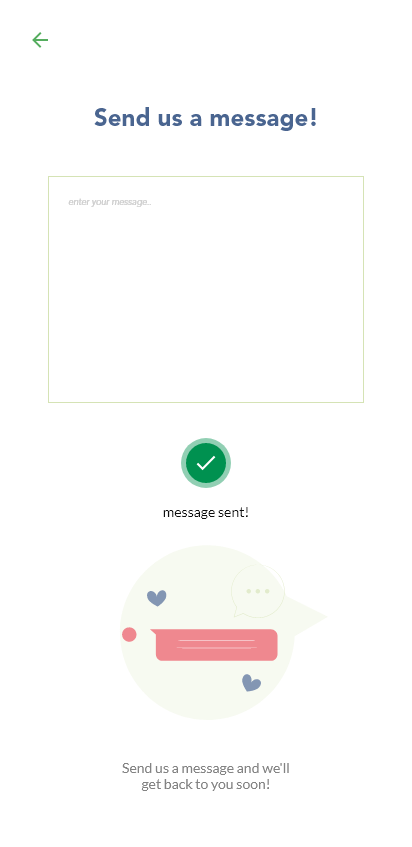 Send us a message!
enter your message..
message sent!
Send us a message and we'll
get back to you soon!